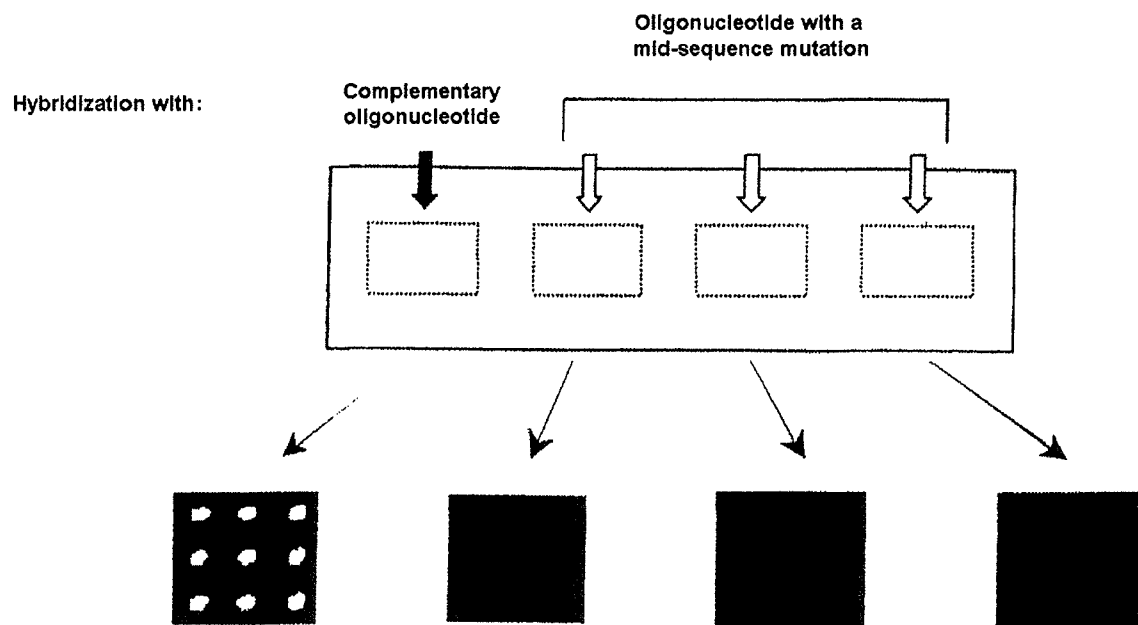 Oligonucleotide with a
mid-sequence mutation
Hybridization with:
Complementary
oligonucleotide